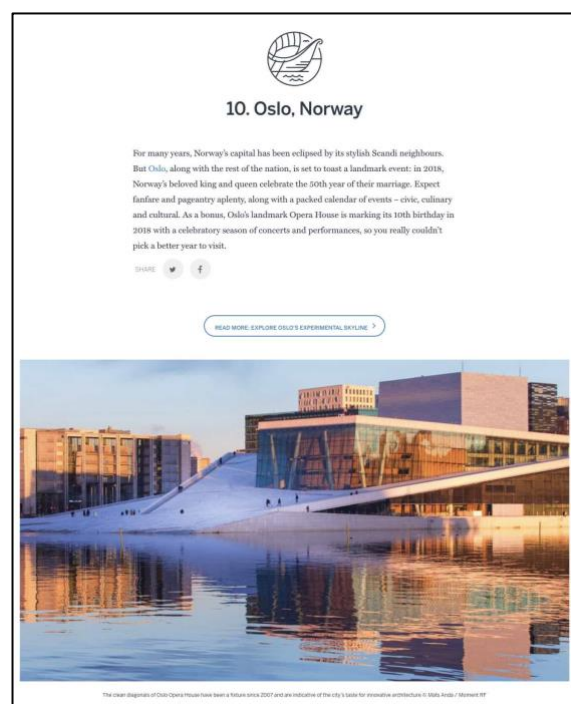 10. Oslo, Norway
For many years, Norway's capital has been eclipsed by its stylish Scandi neighbours.
But Oslo, along with the rest of the nation, is set to toast a landmark event: in 2018,
Norway's beloved king and queen celebrate the 50th year of their marriage. Expect
fanfare and pageantry aplenty, along with a packed calendar of events – civic, culinary
and cultural. As a bonus, Oslo's landmark Opera House is marking its 10th birthday in
2018 with a celebratory season of concerts and performances, so you really couldn't
pick a better year to visit.
SHARE
READ MORE: EXPLORE OSLO'S EXPERIMENTAL SKYLINE
The clean diagonals of Oslo Opera House have been a fixture since 2007 and are indicative of the city's taste for innovative architecture © Mats Anda / Moment RF